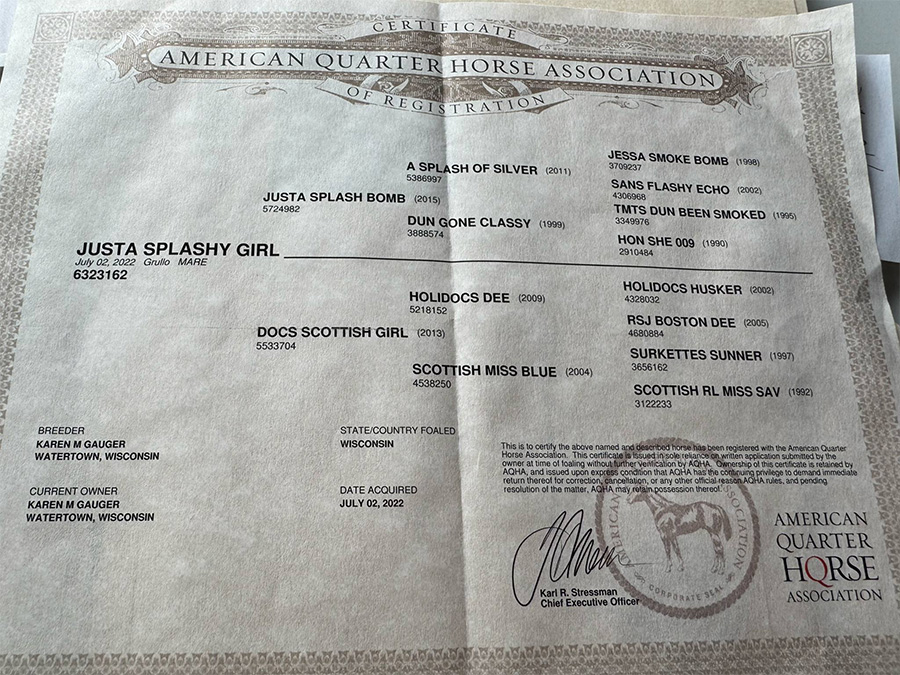 CERTIFICATE
AMERICAN QUARTER HORSE ASSOCIATION
OF REGISTRATION
JESSA SMOKE BOMB (1998)
3709237
A SPLASH OF SILVER (2011)
5386997
SANS FLASHY ECHO (2002)
4306968
JUSTA SPLASH BOMB (2015)
5724982
TMTS DUN BEEN SMOKED (1995)
3349976
DUN GONE CLASSY (1999)
3888574
HON SHE 009 (1990)
2910484
JUSTA SPLASHY GIRL
July 02, 2022 Grullo MARE
6323162
HOLIDOCS HUSKER (2002)
4328032
HOLIDOCS DEE (2009)
5218152
RSJ BOSTON DEE (2005)
4680884
DOCS SCOTTISH GIRL (2013)
5533704
SURKETTES SUNNER (1997)
3656162
SCOTTISH MISS BLUE (2004)
4538250
SCOTTISH RL MISS SAV (1992)
3122233
BREEDER
KAREN M GAUGER
WATERTOWN, WISCONSIN
STATE/COUNTRY FOALED
WISCONSIN
CURRENT OWNER
KAREN M GAUGER
WATERTOWN, WISCONSIN
DATE ACQUIRED
JULY 02, 2022
This is to certify the above named and described horse has been registered with the American Quarter
Horse Association. This certificate is issued in sole reliance on written application submitted by the
owner at time of foaling without further verification by AQHA. Ownership of this certificate is retained by
AQHA, and issued upon express condition that AQHA has the continuing privilege to demand immediate
return thereof for correction, cancellation, or any other official reason AQHA rules, and pending
resolution of the matter, AQHA may retain possession thereof.
Karl R. Stressman
Chief Executive Officer
CORPORATE SEAL
AMERICAN
QUARTER
HORSE
ASSOCIATION